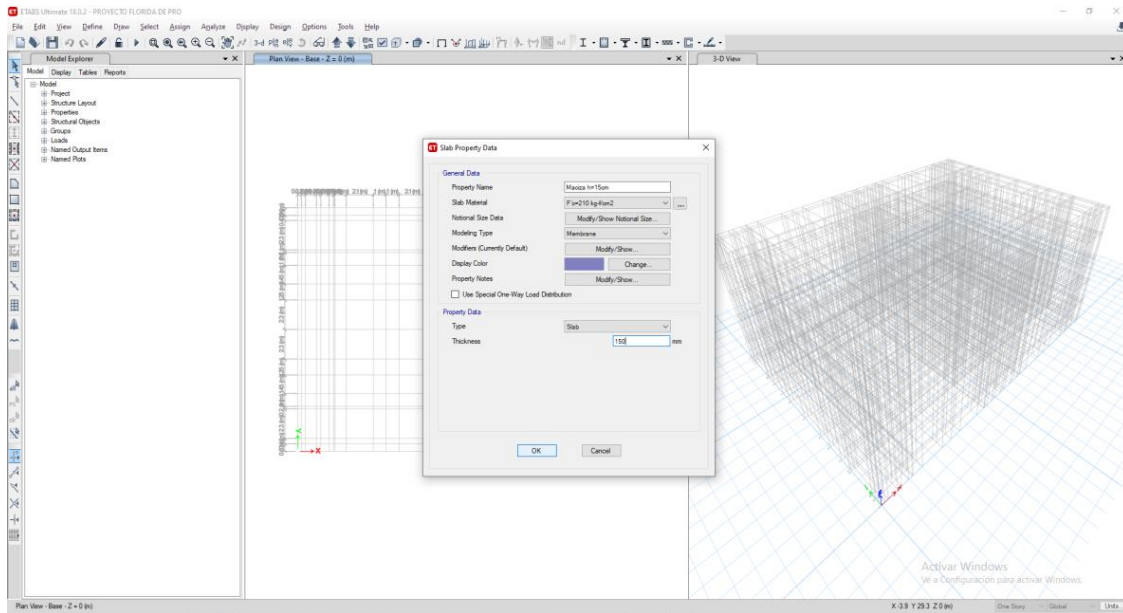 ETABS Ultimate 18.0.2 - PROYECTO FLORIDA DE PRO
File Edit View Define Draw Select Assign Analyze Display Design Options Tools Help
Model Explorer
Plan View - Base - Z = 0 (m)
3-D View
Model Display Tables Reports
Model
Project
Structure Layout
Properties
Structural Objects
Groups
Loads
Named Output Items
Named Plots
Slab Property Data
General Data
Property Name
Maciza h=15cm
Slab Material
F'c=210 kg-f/cm2
...
Notional Size Data
Modify/Show Notional Size...
Modeling Type
Membrane
Modifiers (Currently Default)
Modify/Show...
Display Color
Change...
Property Notes
Modify/Show...
Use Special One-Way Load Distribution
Property Data
Type
Slab
Thickness
150
mm
OK
Cancel
Y
X
Activar Windows
Ve a Configuración para activar Windows.
Plan View - Base - Z = 0 (m)
X -3.9 Y 29.3 Z 0 (m)
One Story
Global
Units...